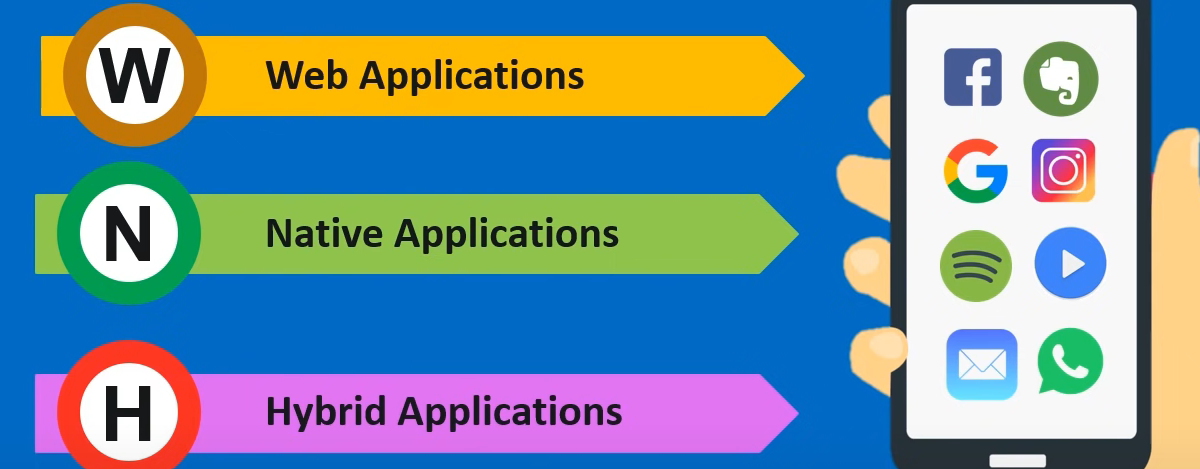 W Web Applications
N Native Applications
H Hybrid Applications